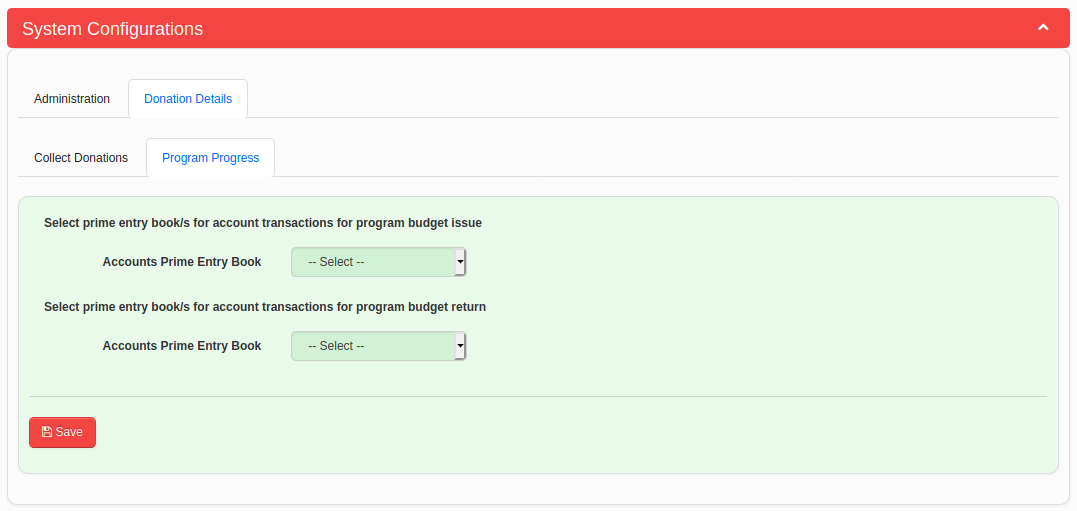 System Configurations
Administration
Donation Details
Collect Donations
Program Progress
Select prime entry book/s for account transactions for program budget issue
Accounts Prime Entry Book
-- Select --
Select prime entry book/s for account transactions for program budget return
Accounts Prime Entry Book
-- Select --
Save